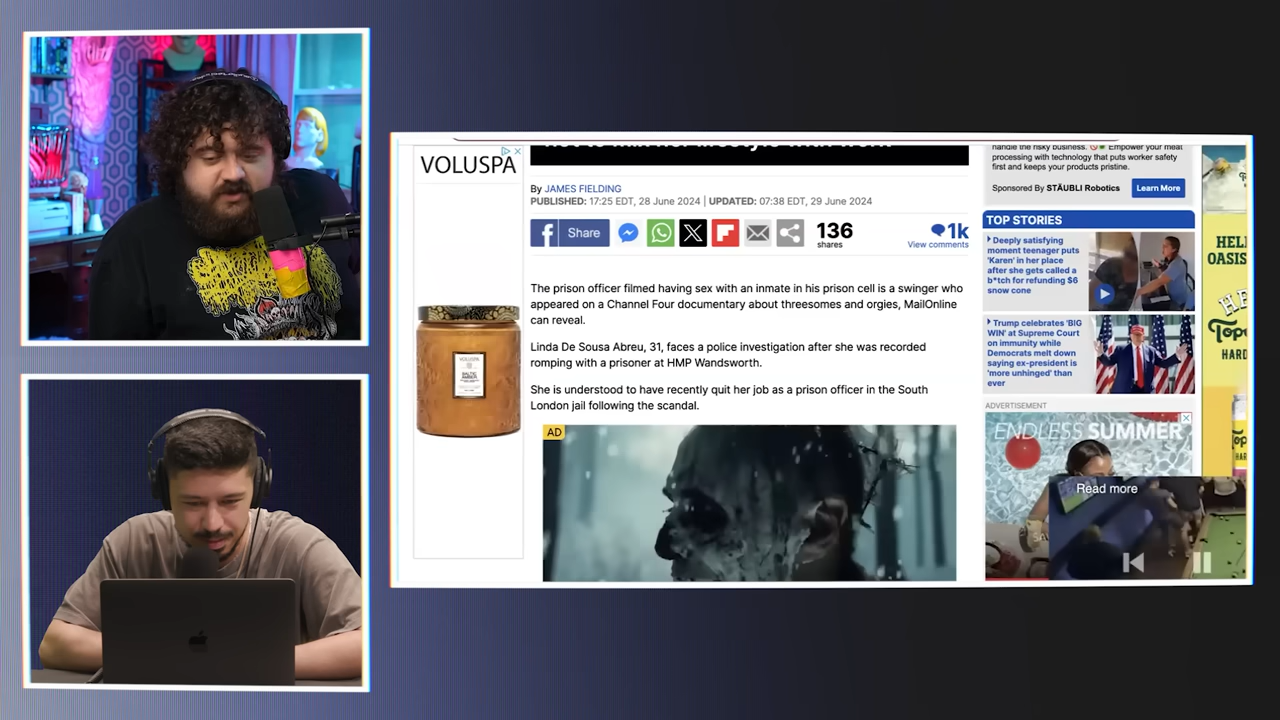 VOLUSPA
By JAMES FIELDING
PUBLISHED: 17:25 EDT, 28 June 2024 | UPDATED: 07:38 EDT, 29 June 2024
Share
136
shares
1k
View comments
The prison officer filmed having sex with an inmate in his prison cell is a swinger who
appeared on a Channel Four documentary about threesomes and orgies, MailOnline
can reveal.
Linda De Sousa Abreu, 31, faces a police investigation after she was recorded
romping with a prisoner at HMP Wandsworth.
She is understood to have recently quit her job as a prison officer in the South
London jail following the scandal.
AD
VOLUSPA
BALTIC
AMBER
handle the risky business.
Empower your meat
processing with technology that puts worker safety
first and keeps your products pristine.
Sponsored By STÄUBLI Robotics
Learn More
TOP STORIES
Deeply satisfying
moment teenager puts
'Karen' in her place
after she gets called a
b*tch for refunding $6
snow cone
Trump celebrates 'BIG
WIN' at Supreme Court
on immunity while
Democrats melt down
saying ex-president is
'more unhinged' than
ever
ADVERTISEMENT
ENDLESS SUMMER
Read more
HELL
OASIS
Topo
HARD